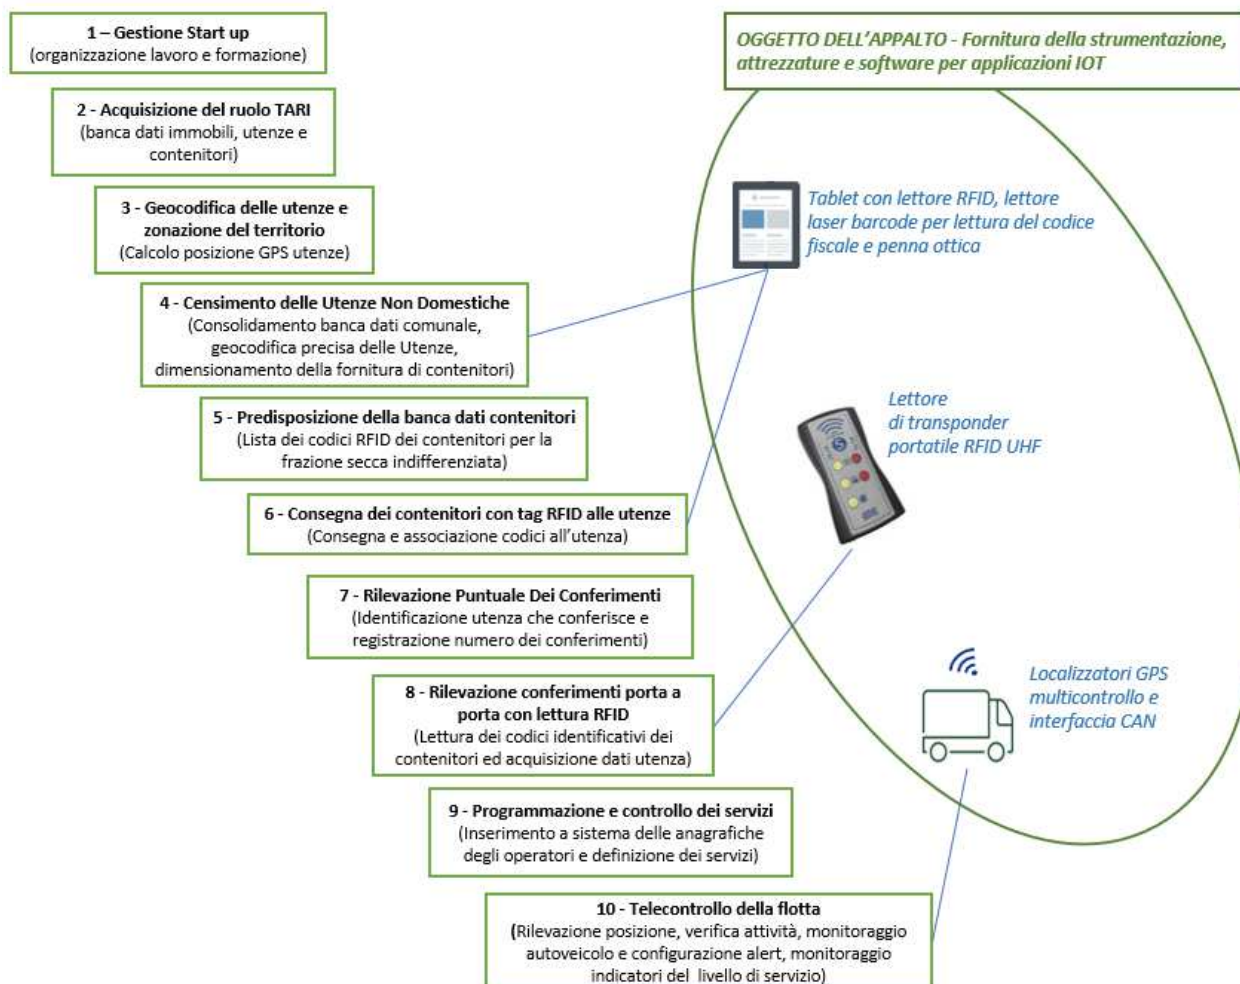 1 – Gestione Start up
(organizzazione lavoro e formazione)
OGGETTO DELL’APPALTO - Fornitura della strumentazione,
attrezzature e software per applicazioni IOT
2 - Acquisizione del ruolo TARI
(banca dati immobili, utenze e
contenitori)
3 - Geocodifica delle utenze e
zonazione del territorio
(Calcolo posizione GPS utenze)
Tablet con lettore RFID, lettore
laser barcode per lettura del codice
fiscale e penna ottica
4 - Censimento delle Utenze Non Domestiche
(Consolidamento banca dati comunale,
geocodifica precisa delle Utenze,
dimensionamento della fornitura di contenitori)
5 - Predisposizione della banca dati contenitori
(Lista dei codici RFID dei contenitori per la
frazione secca indifferenziata)
Lettore
di transponder
portatile RFID UHF
6 - Consegna dei contenitori con tag RFID alle utenze
(Consegna e associazione codici all’utenza)
7 - Rilevazione Puntuale Dei Conferimenti
(Identificazione utenza che conferisce e
registrazione numero dei conferimenti)
8 - Rilevazione conferimenti porta a
porta con lettura RFID
(Lettura dei codici identificativi dei
contenitori ed acquisizione dati utenza)
Localizzatori GPS
multicontrollo e
interfaccia CAN
9 - Programmazione e controllo dei servizi
(Inserimento a sistema delle anagrafiche
degli operatori e definizione dei servizi)
10 - Telecontrollo della flotta
(Rilevazione posizione, verifica attività, monitoraggio
autoveicolo e configurazione alert, monitoraggio
indicatori del livello di servizio)